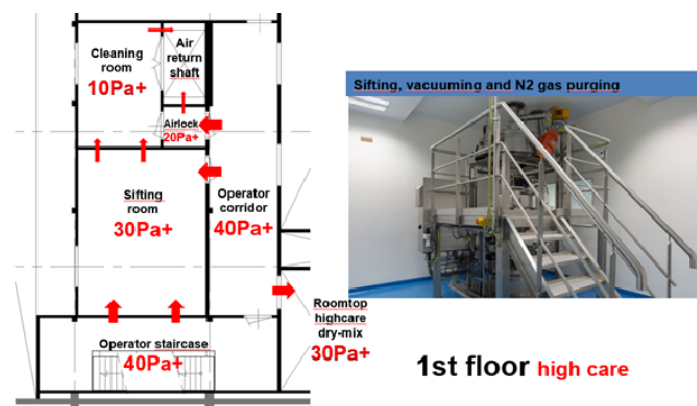 Cleaning
room
10Pa+
Air
return
shaft
Airlock
20Pa+
Sifting
room
30Pa+
Operator
corridor
40Pa+
Operator staircase
40Pa+
Roomtop
highcare
dry-mix
30Pa+
Sifting, vacuuming and N2 gas purging
1st floor high care